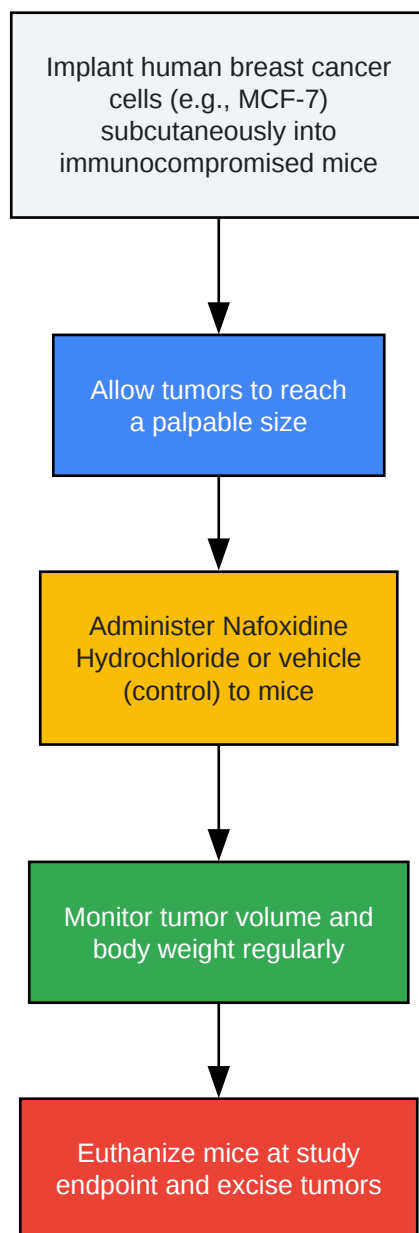 Implant human breast cancer
cells (e.g., MCF-7)
subcutaneously into
immunocompromised mice
Allow tumors to reach
a palpable size
Administer Nafoxidine
Hydrochloride or vehicle
(control) to mice
Monitor tumor volume and
body weight regularly
Euthanize mice at study
endpoint and excise tumors